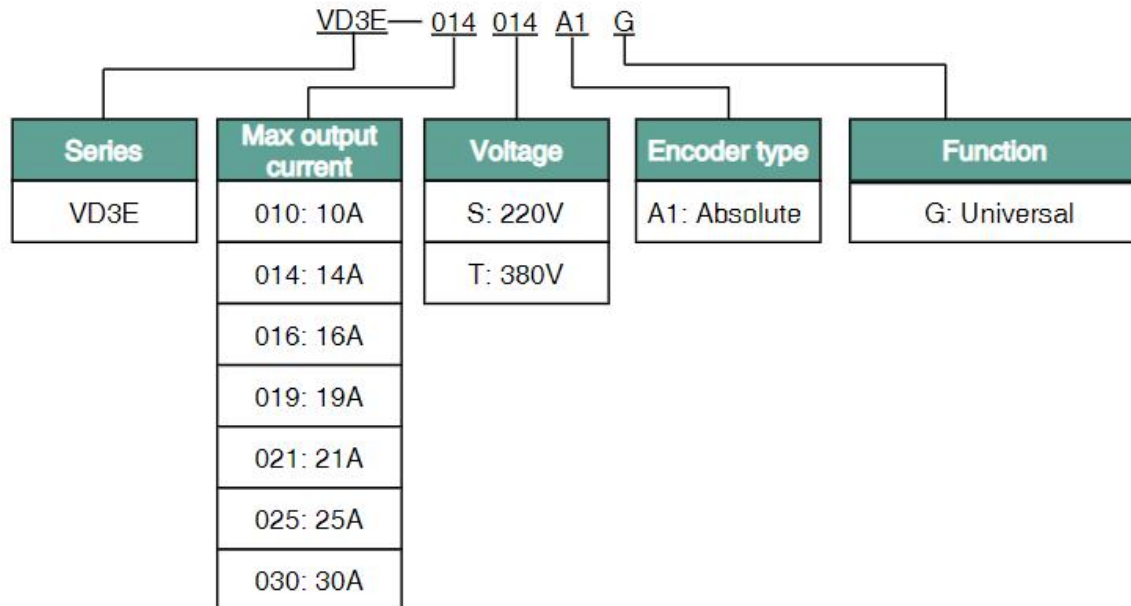 VD3E — 014 014 A1 G
Series
VD3E
Max output
current
010: 10A
014: 14A
016: 16A
019: 19A
021: 21A
025: 25A
030: 30A
Voltage
S: 220V
T: 380V
Encoder type
A1: Absolute
Function
G: Universal